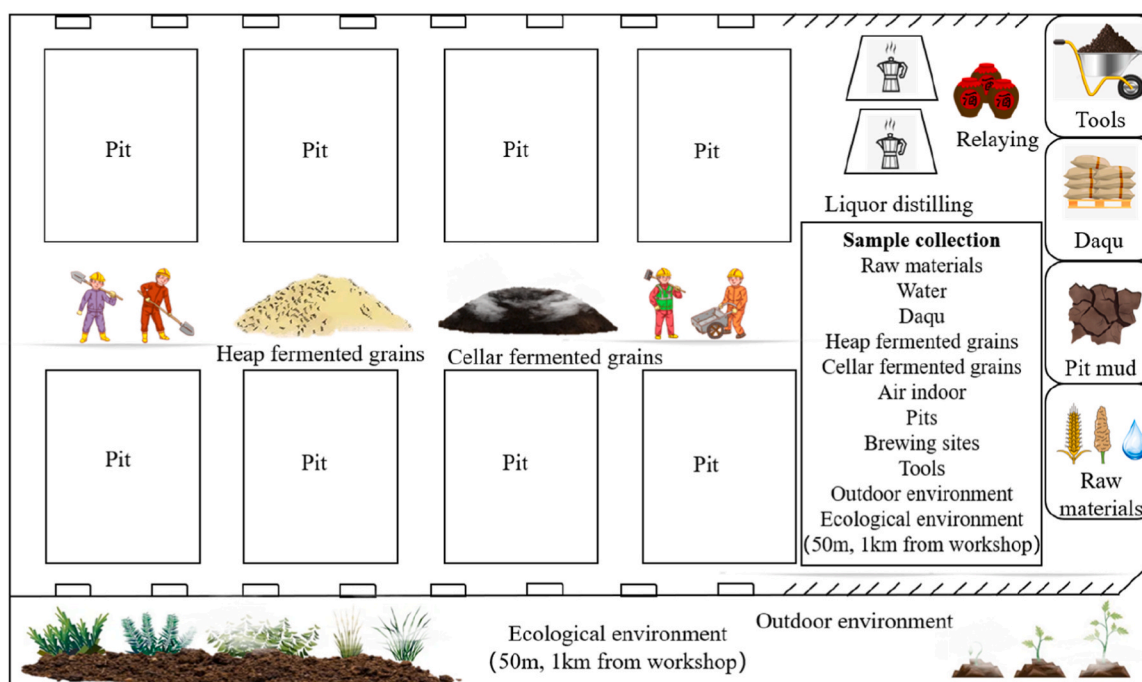 Pit
Pit
Pit
Pit
酒
酒
酒
Relaying
Liquor distilling
Tools
Daqu
Pit mud
Raw
materials
Heap fermented grains
Cellar fermented grains
Sample collection
Raw materials
Water
Daqu
Heap fermented grains
Cellar fermented grains
Air indoor
Pits
Brewing sites
Tools
Outdoor environment
Ecological environment
(50m, 1km from workshop)
Pit
Pit
Pit
Pit
Ecological environment
(50m, 1km from workshop)
Outdoor environment